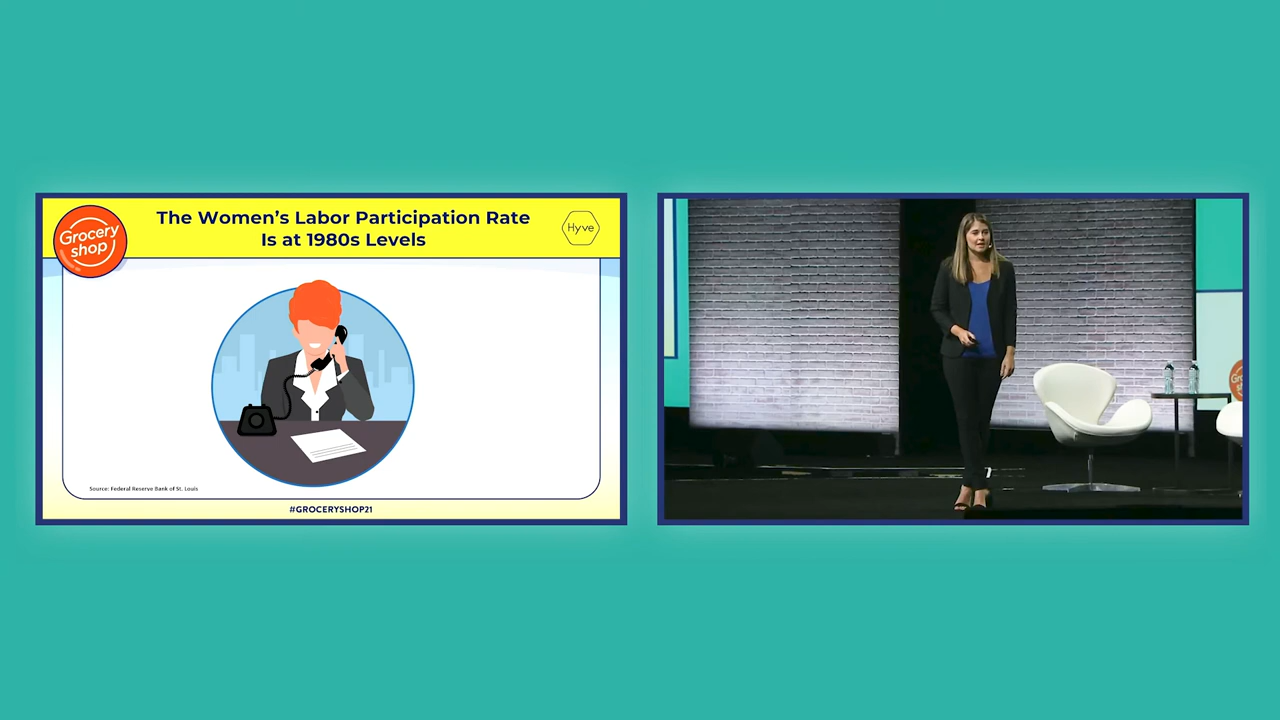 The Women's Labor Participation Rate
Is at 1980s Levels
Grocery
shop
Hyve
Source: Federal Reserve Bank of St. Louis
#GROCERYSHOP21